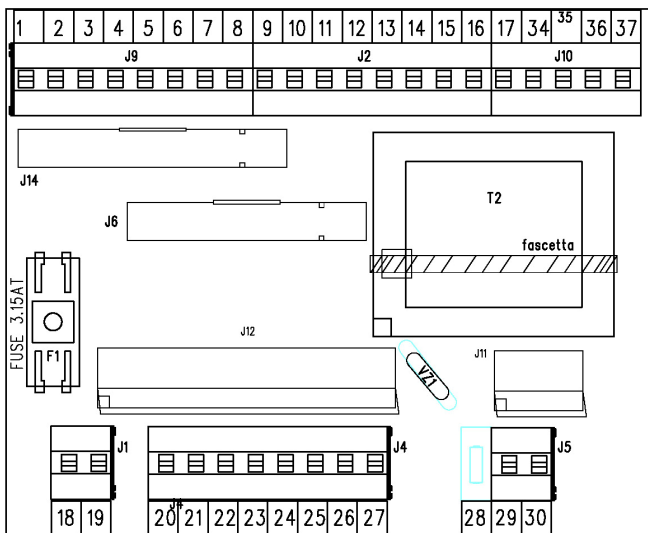 1 2 3 4 5 6 7 8 9 10 11 12 13 14 15 16 17 34 35 36 37
J9 J2 J10
J14
T2
J6
fascetta
FUSE 3.15AT
F1
J12
VZ1
J11
J1
J4
J5
J4
18 19 20 21 22 23 24 25 26 27 28 29 30